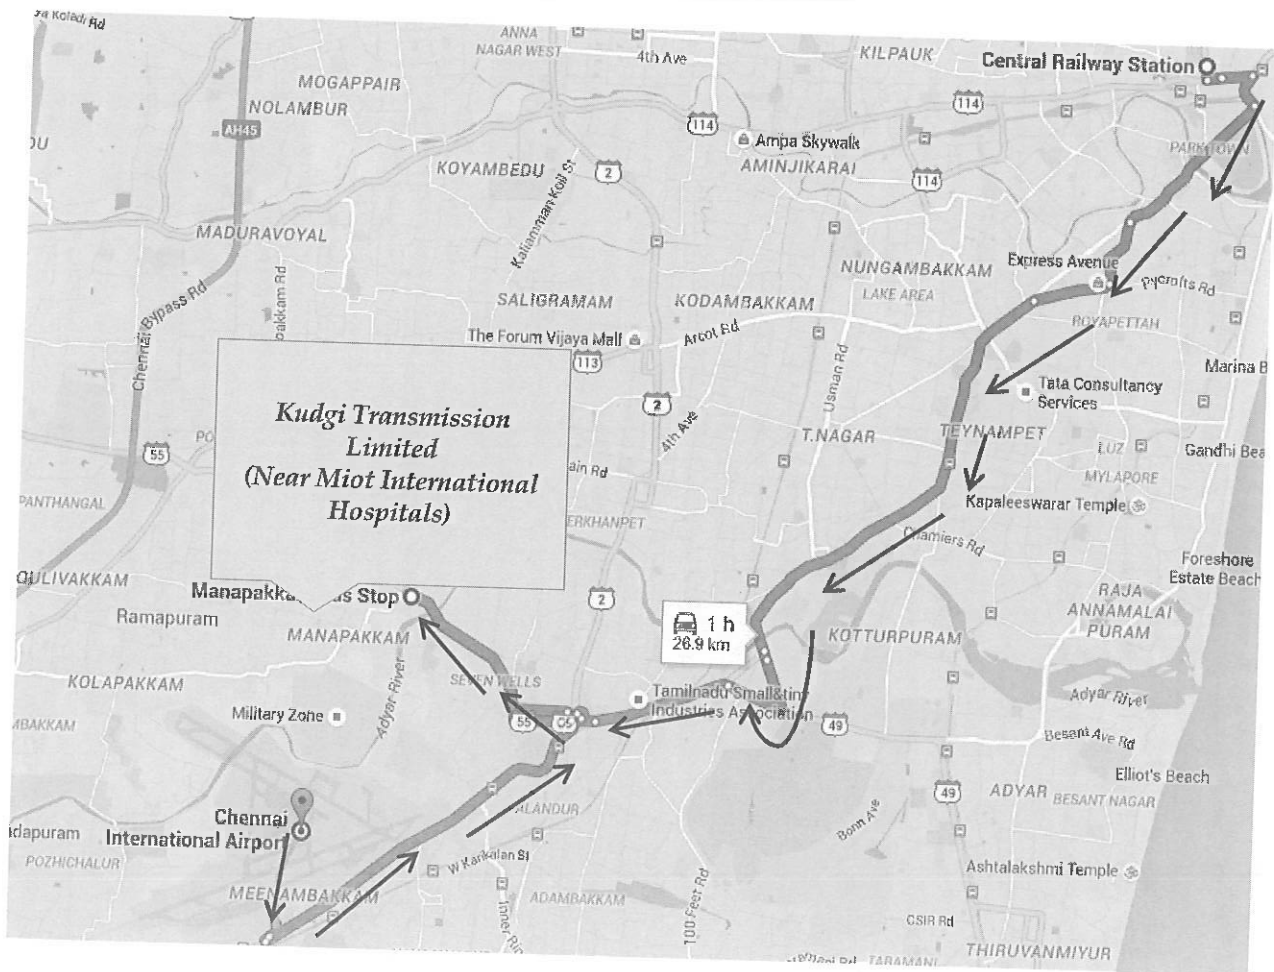 Koladi Rd
ANNA
NAGAR WEST
4th Ave
KILPAUK
Central Railway Station
MOGAPPAIR
NOLAMBUR
AH45
114
114
Ampa Skywalk
AMINJIKARAI
114
PARK TOWN
KOYAMBEDU
2
Kaliamman Koil St
MADURAVOYAL
Express Avenue
NUNGAMBAKKAM
LAKE AREA
Pycrofts Rd
SALIGRAMAM
KODAMBAKKAM
ROYAPETTAH
Chennai Bypass Rd
The Forum Vijaya Mall
Arcot Rd
113
Usman Rd
Marina B
Tata Consultancy
Services
2
4th Ave
T.NAGAR
TEYNAMPET
LUZ
MYLAPORE
Gandhi Bea
Kudgi Transmission
Limited
(Near Miot International
Hospitals)
55
PANTHANGAL
Kapaleeswarar Temple
Chamiers Rd
Foreshore
Estate Beach
RAJA
ANNAMALAI
PURAM
Manapakka
s Stop
Ramapuram
MANAPAKKAM
2
1 h
26.9 km
KOTTURPURAM
KOLAPAKKAM
SEVEN WELLS
Adyar River
Adyar River
Military Zone
55
Tamilnadu Small&tiny
Industries Association
49
Besant Ave Rd
Elliot's Beach
49
ADYAR
BESANT NAGAR
Chennai
International Airport
ALANDUR
Bonn Ave
POZHICHALUR
W Karikalan St
Ashtalakshmi Temple
MEENAMBAKKAM
ADAMBAKKAM
100 Feet Rd
CSIR Rd
THIRUVANMIYUR
TARAMANI